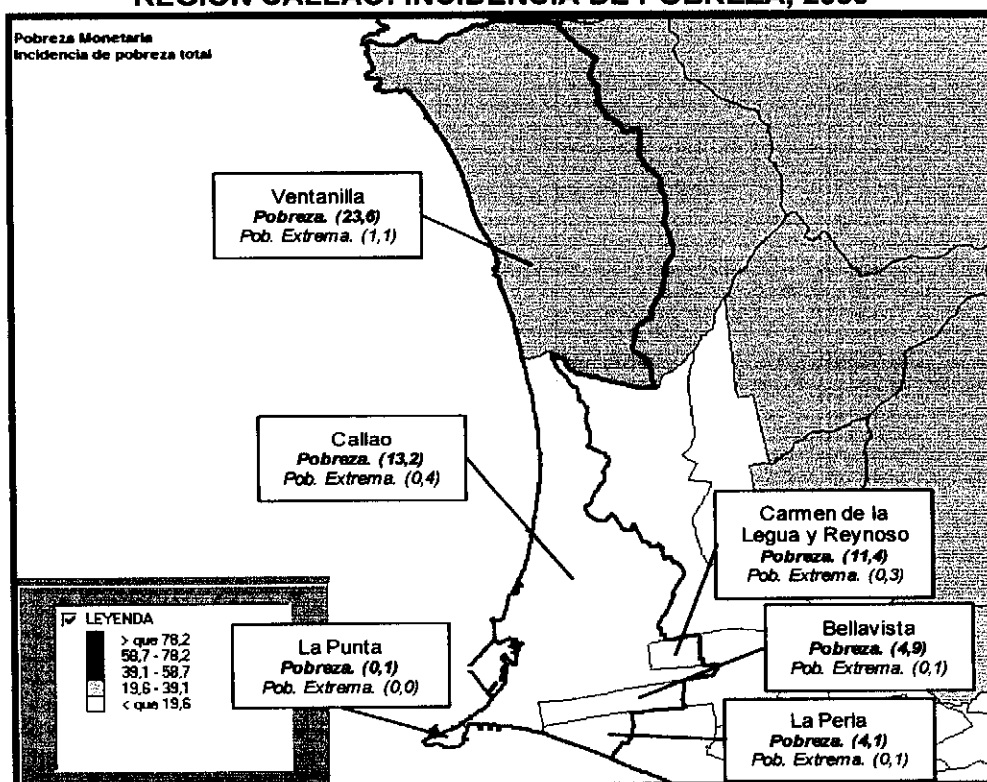 Pobreza Monetaria
Incidencia de pobreza total
Ventanilla
Pobreza. (23,6)
Pob. Extrema. (1,1)
Callao
Pobreza. (13,2)
Pob. Extrema. (0,4)
Carmen de la
Legua y Reynoso
Pobreza. (11,4)
Pob. Extrema. (0,3)
LEYENDA
> que 78,2
58,7 - 78,2
39,1 - 58,7
19,6 - 39,1
< que 19,6
La Punta
Pobreza. (0,1)
Pob. Extrema. (0,0)
Bellavista
Pobreza. (4,9)
Pob. Extrema. (0,1)
La Perla
Pobreza. (4,1)
Pob. Extrema. (0,1)